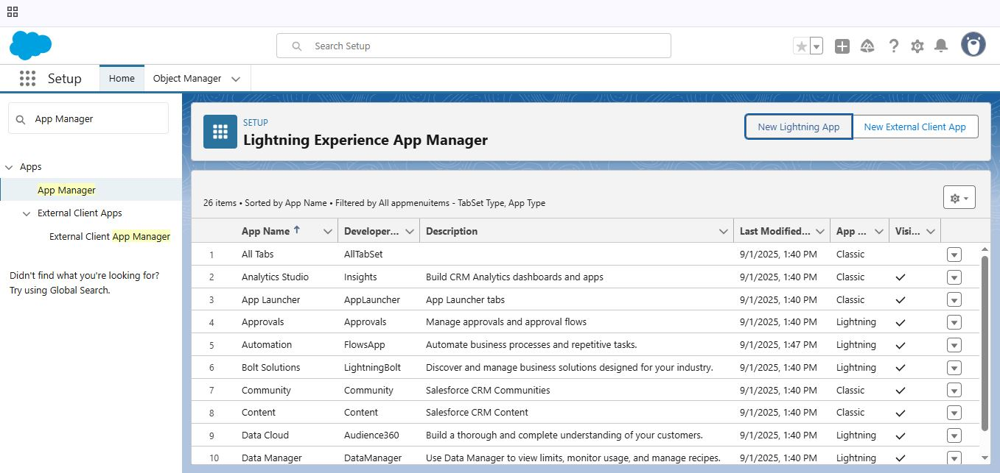 Search Setup
Setup
Home
Object Manager
App Manager
Apps
App Manager
External Client Apps
External Client App Manager
Didn't find what you're looking for?
Try using Global Search.
SETUP
Lightning Experience App Manager
New Lightning App
New External Client App
26 items • Sorted by App Name • Filtered by All appmenuitems - TabSet Type, App Type
App Name Developer... Description Last Modified... App ... Visi...
1 All Tabs AllTabSet 9/1/2025, 1:40 PM Classic
2 Analytics Studio Insights Build CRM Analytics dashboards and apps 9/1/2025, 1:40 PM Classic
3 App Launcher AppLauncher App Launcher tabs 9/1/2025, 1:40 PM Classic
4 Approvals Approvals Manage approvals and approval flows 9/1/2025, 1:40 PM Lightning
5 Automation FlowsApp Automate business processes and repetitive tasks. 9/1/2025, 1:47 PM Lightning
6 Bolt Solutions LightningBolt Discover and manage business solutions designed for your industry. 9/1/2025, 1:40 PM Lightning
7 Community Community Salesforce CRM Communities 9/1/2025, 1:40 PM Classic
8 Content Content Salesforce CRM Content 9/1/2025, 1:40 PM Classic
9 Data Cloud Audience360 Build a thorough and complete understanding of your customers. 9/1/2025, 1:40 PM Lightning
10 Data Manager DataManager Use Data Manager to view limits, monitor usage, and manage recipes. 9/1/2025, 1:40 PM Lightning